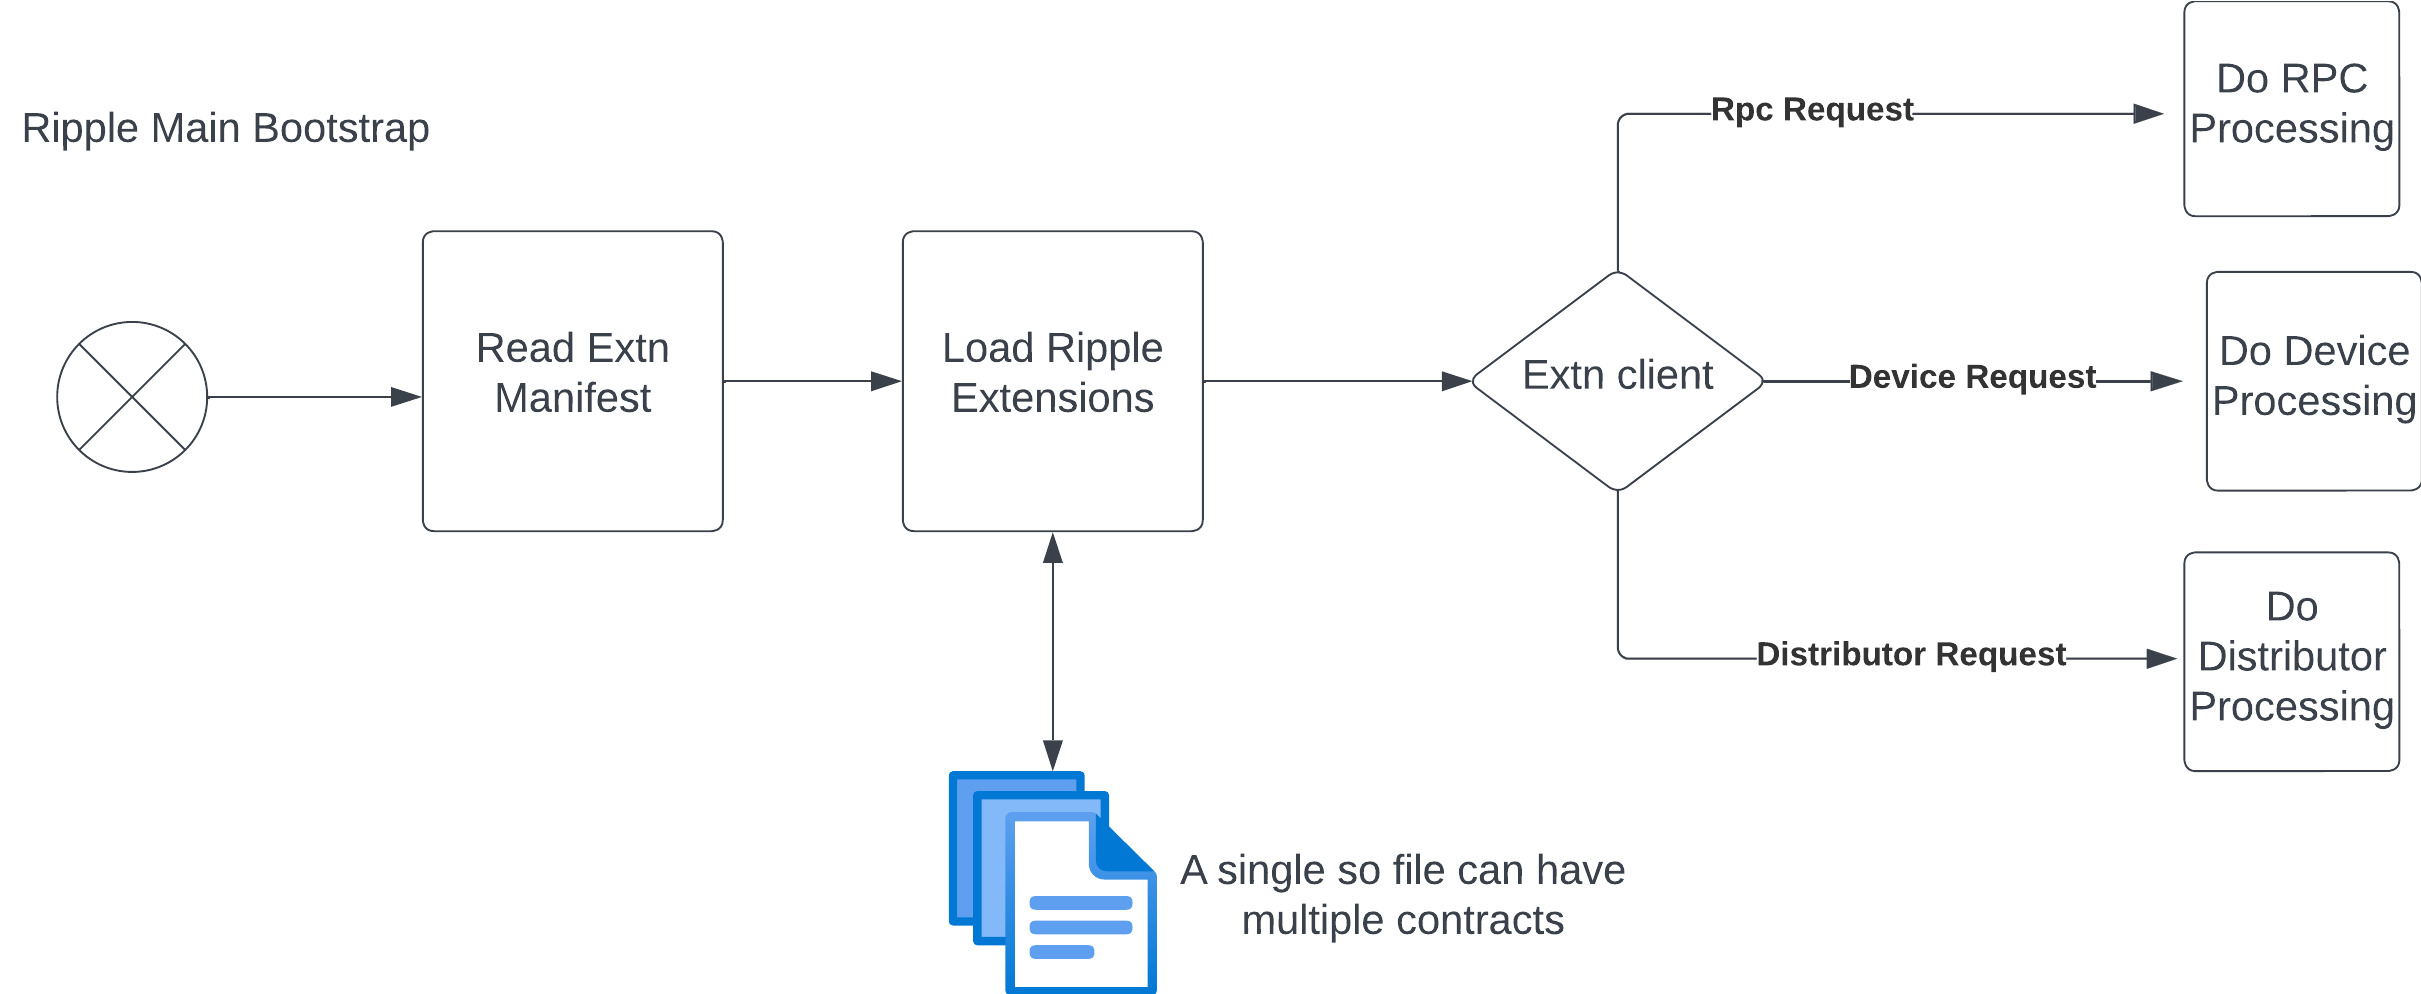 Ripple Main Bootstrap
Read Extn
Manifest
Load Ripple
Extensions
Extn client
Rpc Request
Do RPC
Processing
Device Request
Do Device
Processing
Distributor Request
Do
Distributor
Processing
A single so file can have
multiple contracts